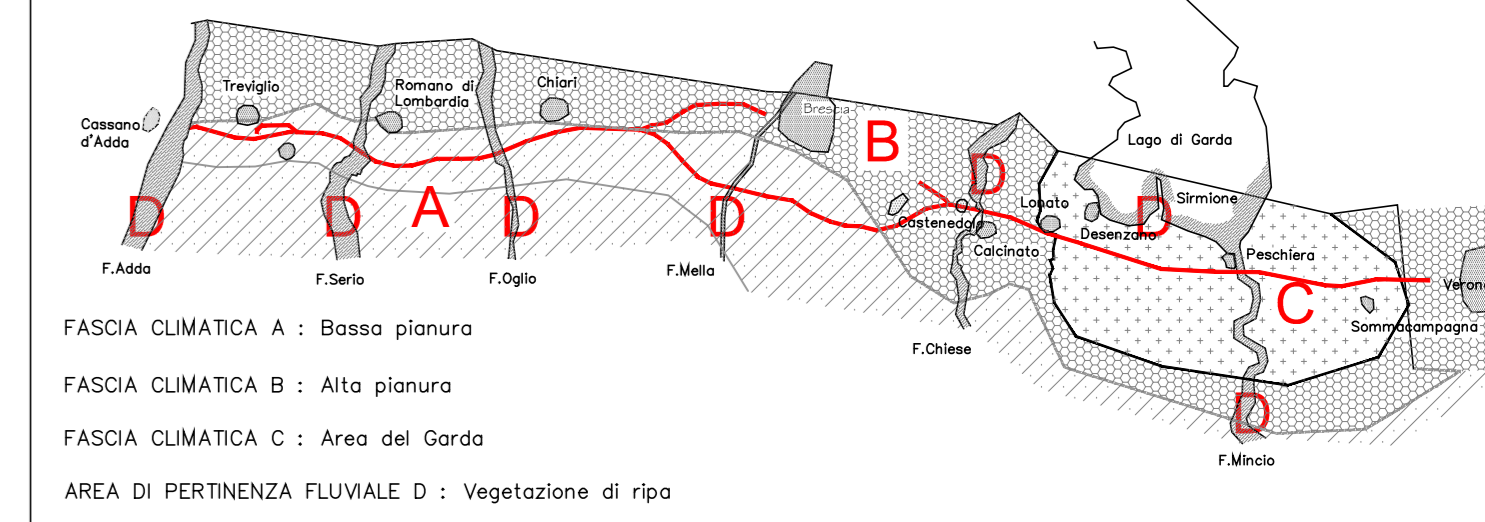 Treviglio
Romano di
Lombardia
Chiari
Brescia
Cassano
d'Adda
B
Lago di Garda
D
Lonato
Sirmione
D
D
A
D
D
Castenedolo
Desenzano
D
Calcinato
Peschiera
F.Adda
F.Serio
F.Oglio
F.Mella
C
Sommacampagna
F.Chiese
D
F.Mincio
FASCIA CLIMATICA A : Bassa pianura
FASCIA CLIMATICA B : Alta pianura
FASCIA CLIMATICA C : Area del Garda
AREA DI PERTINENZA FLUVIALE D : Vegetazione di ripa